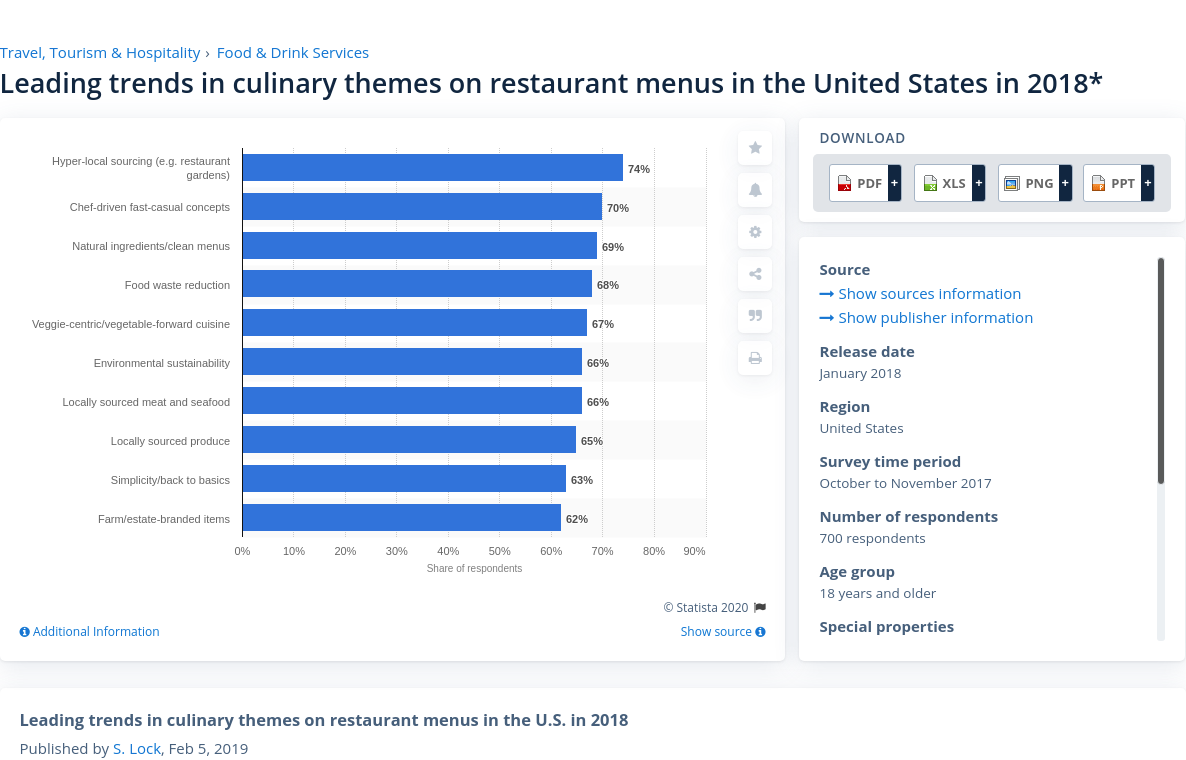 Travel, Tourism & Hospitality › Food & Drink Services
Leading trends in culinary themes on restaurant menus in the United States in 2018*
Hyper-local sourcing (e.g. restaurant
gardens)
74%
Chef-driven fast-casual concepts
70%
Natural ingredients/clean menus
69%
Food waste reduction
68%
Veggie-centric/vegetable-forward cuisine
67%
Environmental sustainability
66%
Locally sourced meat and seafood
66%
Locally sourced produce
65%
Simplicity/back to basics
63%
Farm/estate-branded items
62%
0% 10% 20% 30% 40% 50% 60% 70% 80% 90%
Share of respondents
© Statista 2020
Additional Information
Show source
DOWNLOAD
PDF + XLS + PNG + PPT +
Source
Show sources information
Show publisher information
Release date
January 2018
Region
United States
Survey time period
October to November 2017
Number of respondents
700 respondents
Age group
18 years and older
Special properties
Leading trends in culinary themes on restaurant menus in the U.S. in 2018
Published by S. Lock, Feb 5, 2019